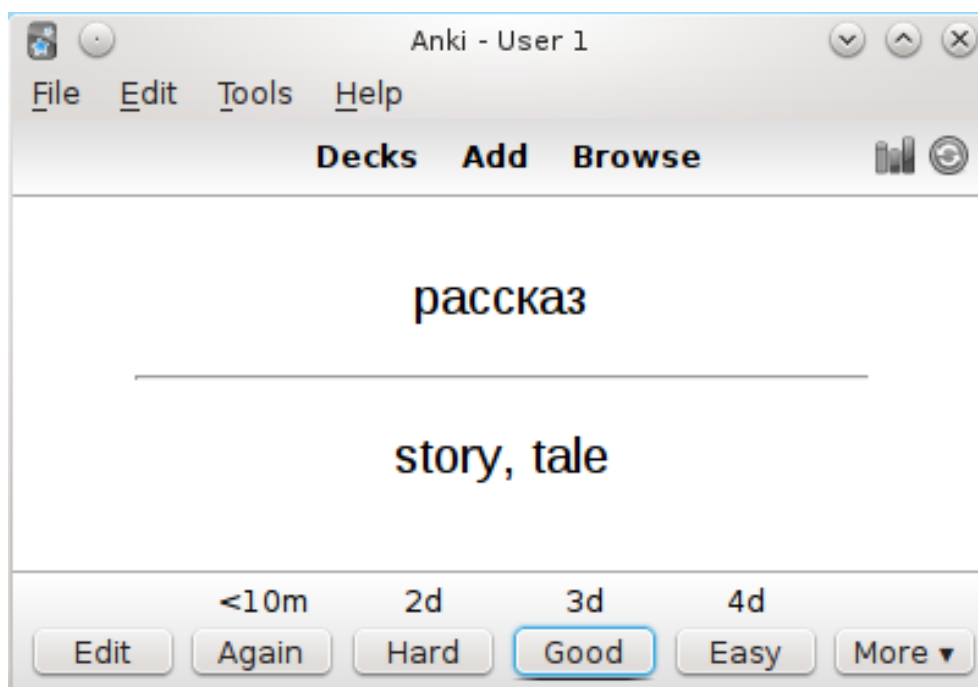 Anki - User 1
File Edit Tools Help
Decks Add Browse
рассказ
story, tale
<10m 2d 3d 4d
Edit Again Hard Good Easy More ▾